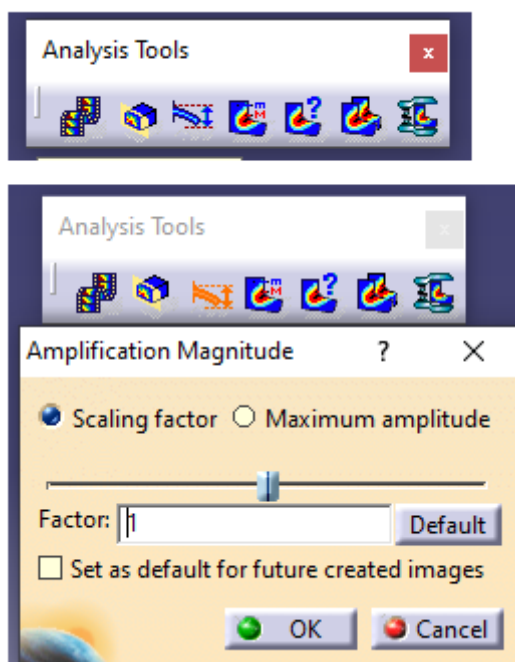 Analysis Tools x
m
M ?
Analysis Tools x
m
M ?
Amplification Magnitude ? X
Scaling factor Maximum amplitude
Factor: 1 Default
Set as default for future created images
OK Cancel